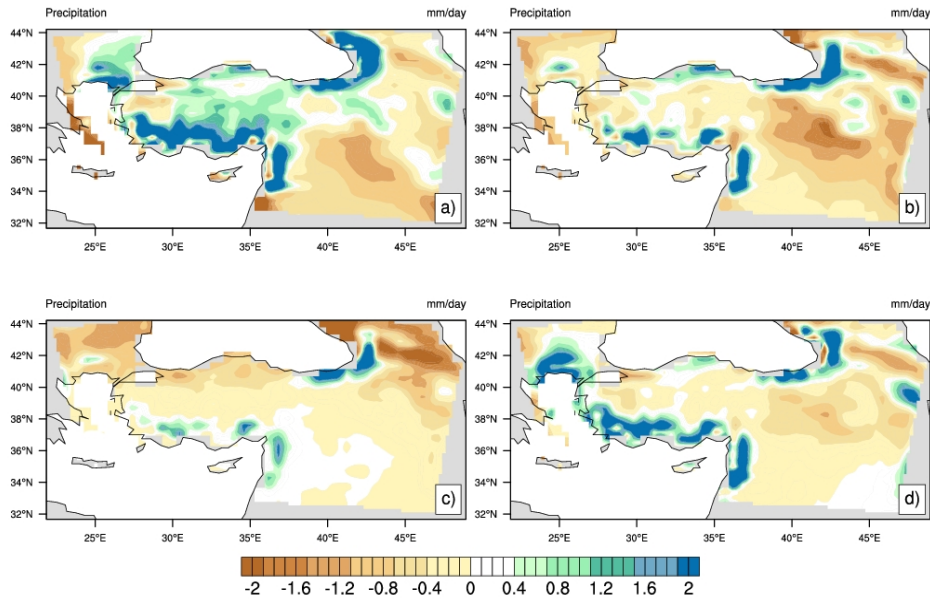 Precipitation mm/day Precipitation mm/day
44°N 44°N
42°N 42°N
40°N 40°N
38°N 38°N
36°N 36°N
34°N 34°N
32°N 32°N
a) b)
25°E 30°E 35°E 40°E 45°E 25°E 30°E 35°E 40°E 45°E
Precipitation mm/day Precipitation mm/day
44°N 44°N
42°N 42°N
40°N 40°N
38°N 38°N
36°N 36°N
34°N 34°N
32°N 32°N
c) d)
25°E 30°E 35°E 40°E 45°E 25°E 30°E 35°E 40°E 45°E
-2 -1.6 -1.2 -0.8 -0.4 0 0.4 0.8 1.2 1.6 2